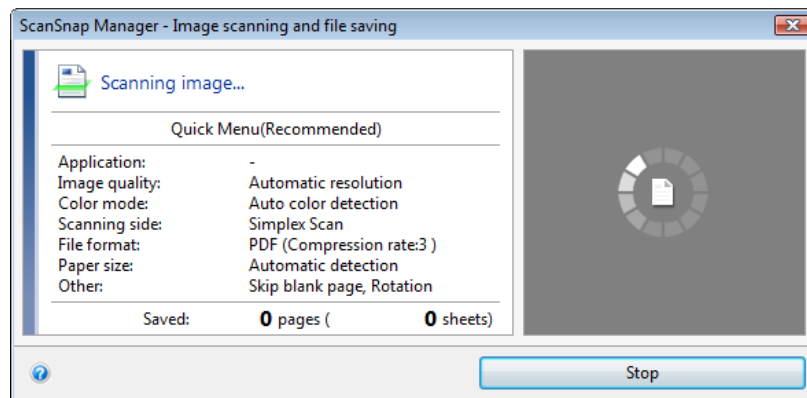 ScanSnap Manager - Image scanning and file saving
Scanning image...
Quick Menu(Recommended)
Application: -
Image quality: Automatic resolution
Color mode: Auto color detection
Scanning side: Simplex Scan
File format: PDF (Compression rate:3 )
Paper size: Automatic detection
Other: Skip blank page, Rotation
Saved: 0 pages ( 0 sheets)
Stop